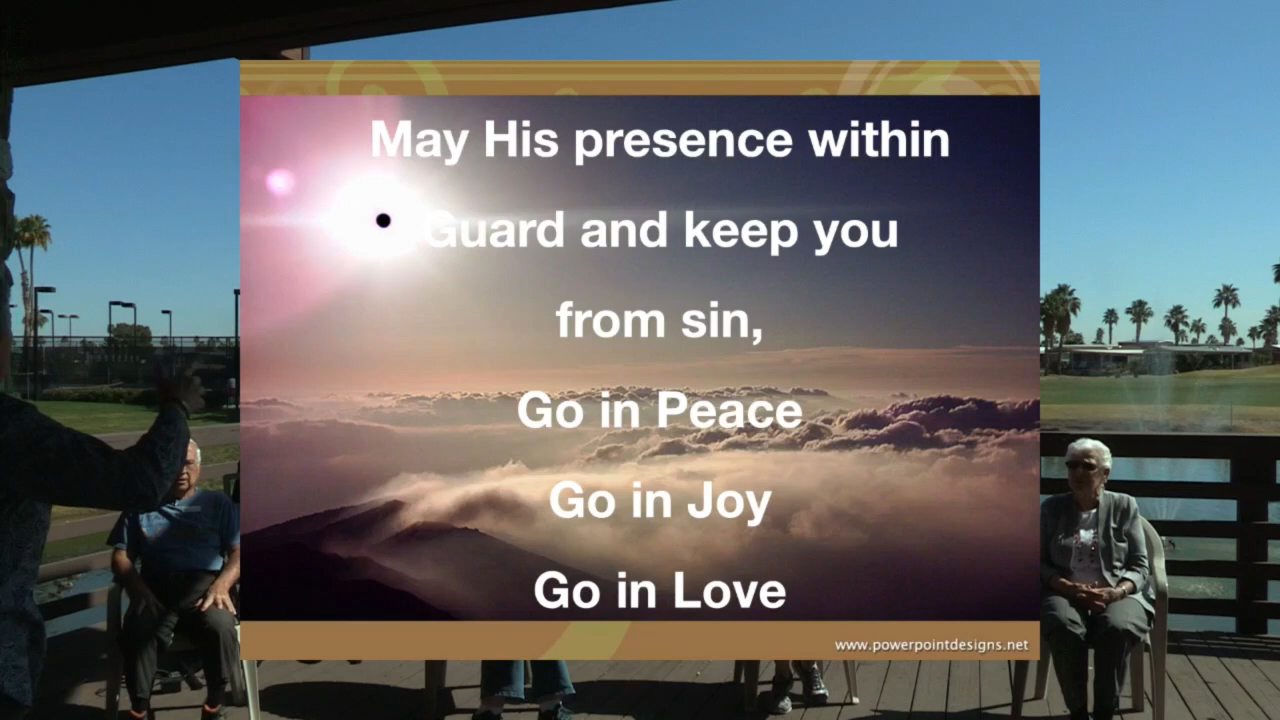 May His presence within
Guard and keep you
from sin,
Go in Peace
Go in Joy
Go in Love
www.powerpointdesigns.net